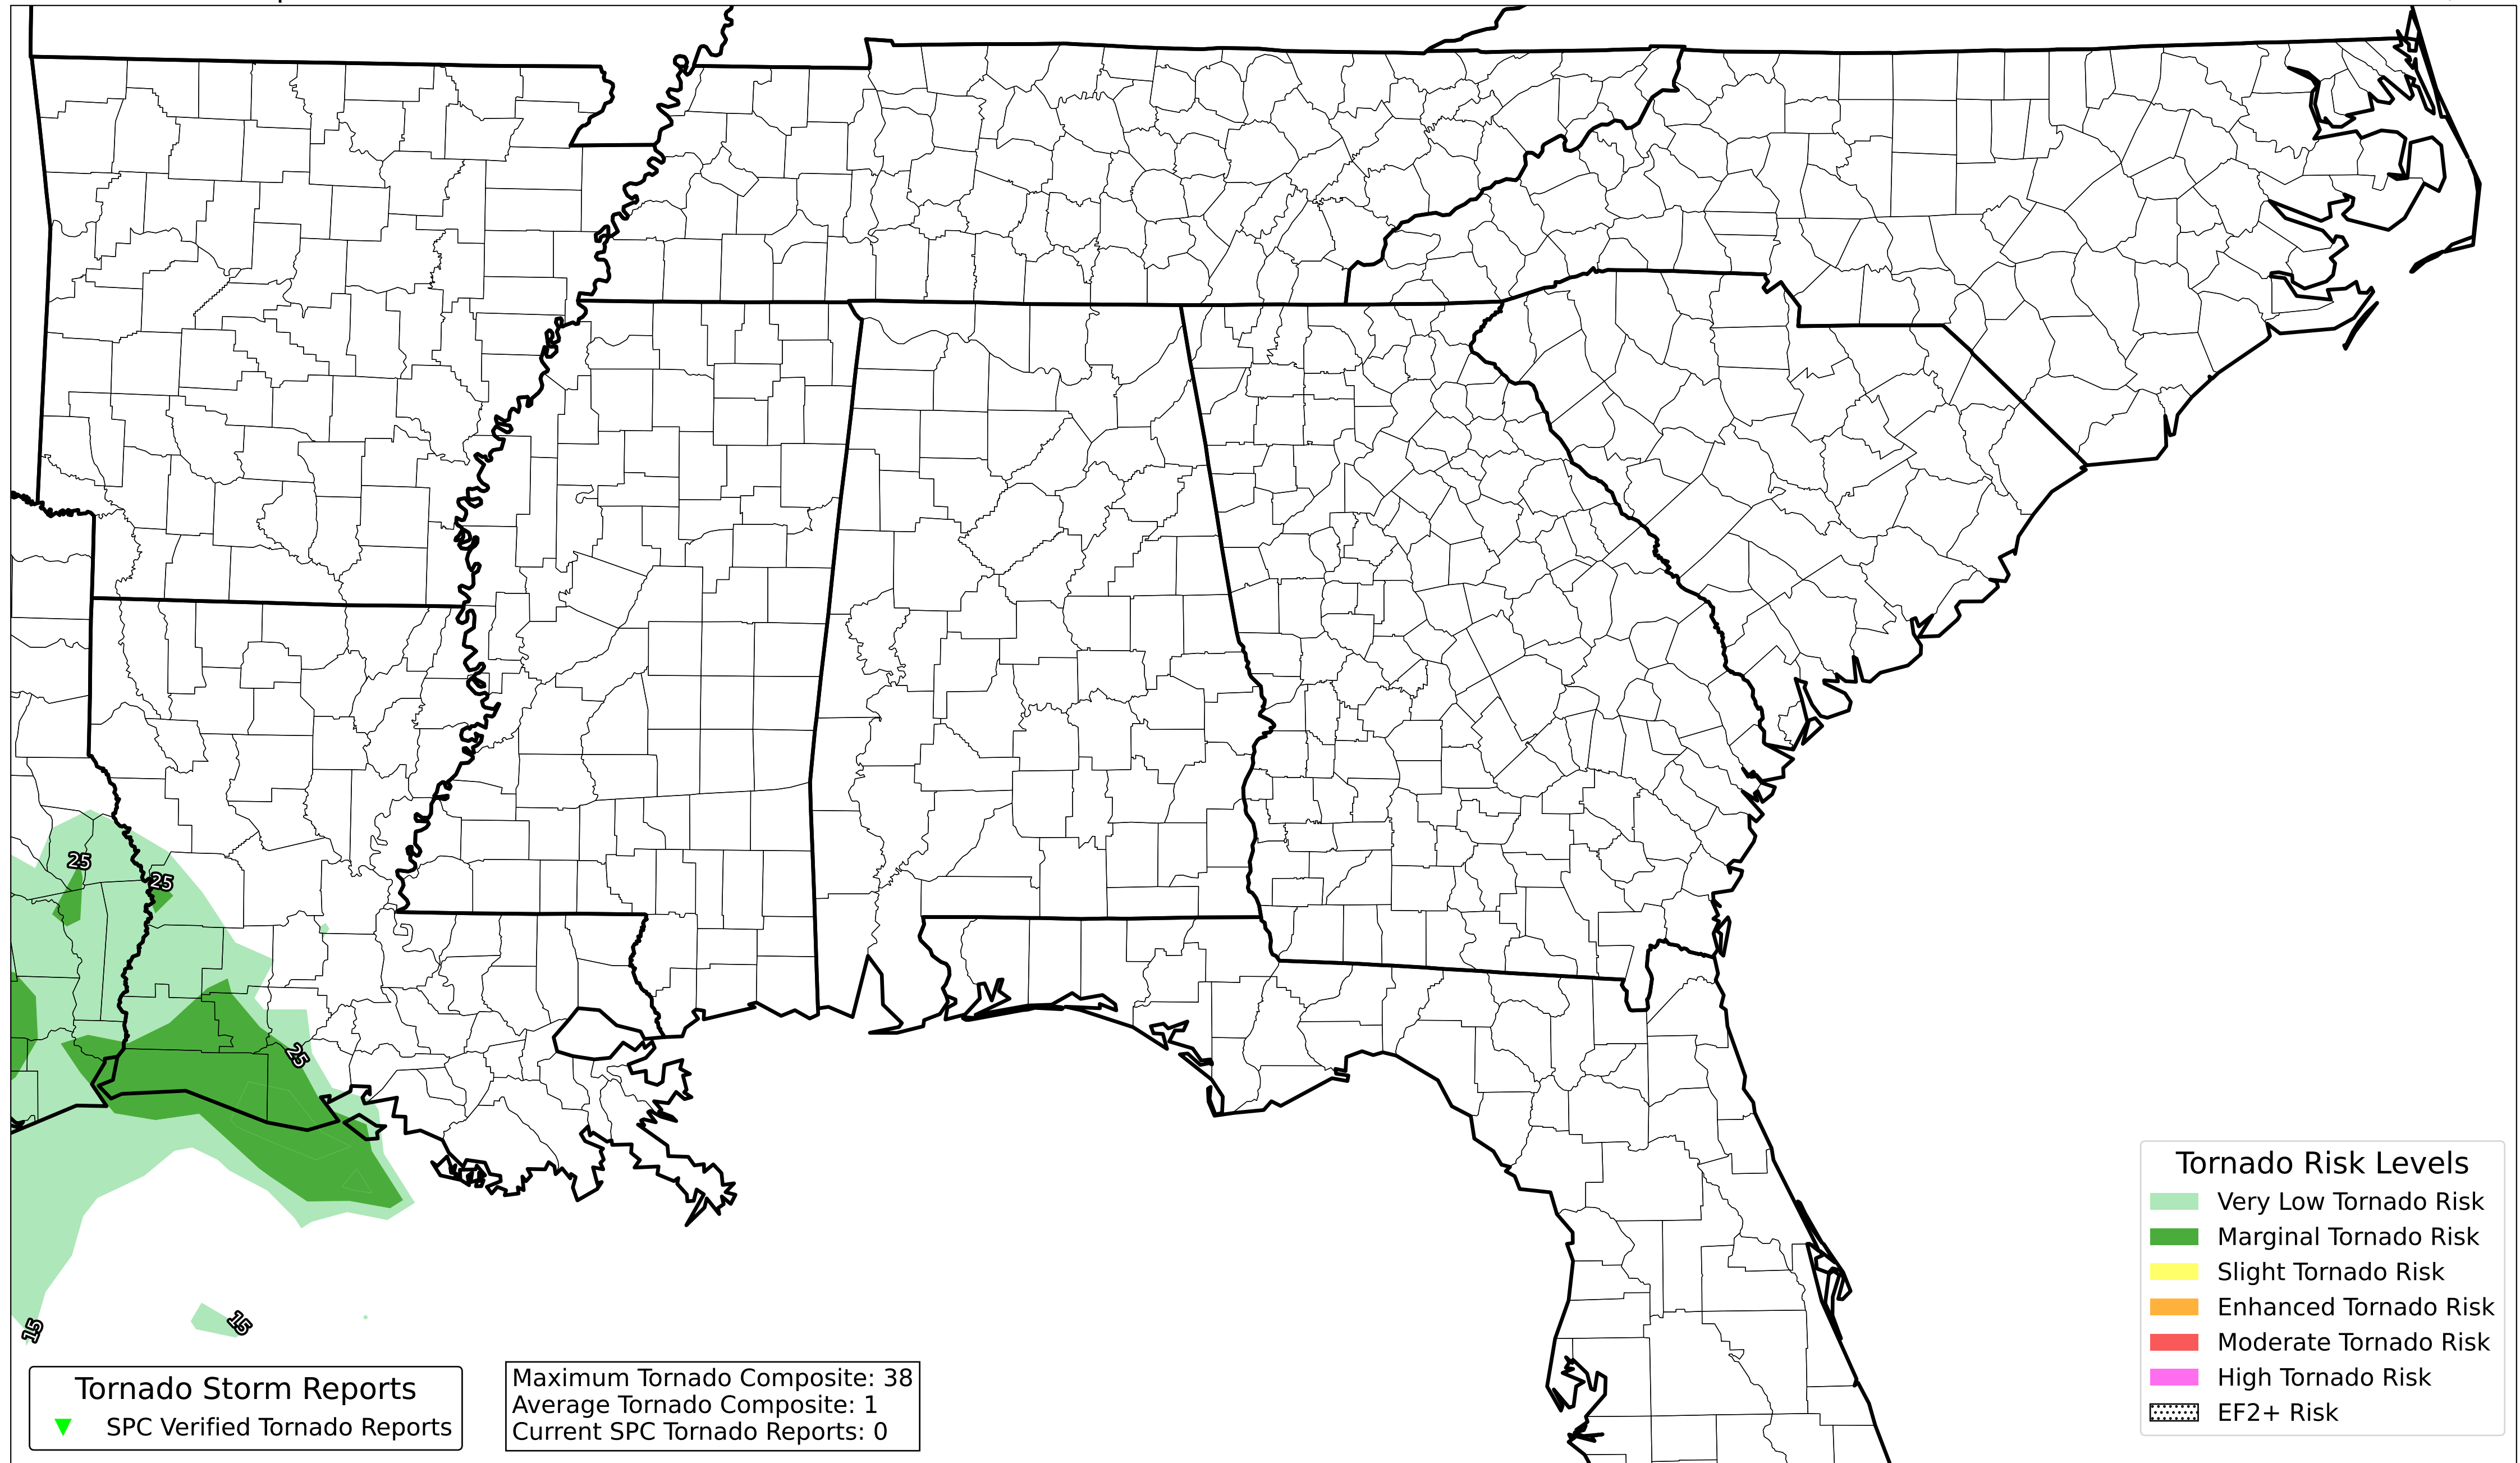 25
25
25
15
15
Tornado Storm Reports
SPC Verified Tornado Reports
Maximum Tornado Composite: 38
Average Tornado Composite: 1
Current SPC Tornado Reports: 0
Tornado Risk Levels
Very Low Tornado Risk
Marginal Tornado Risk
Slight Tornado Risk
Enhanced Tornado Risk
Moderate Tornado Risk
High Tornado Risk
EF2+ Risk